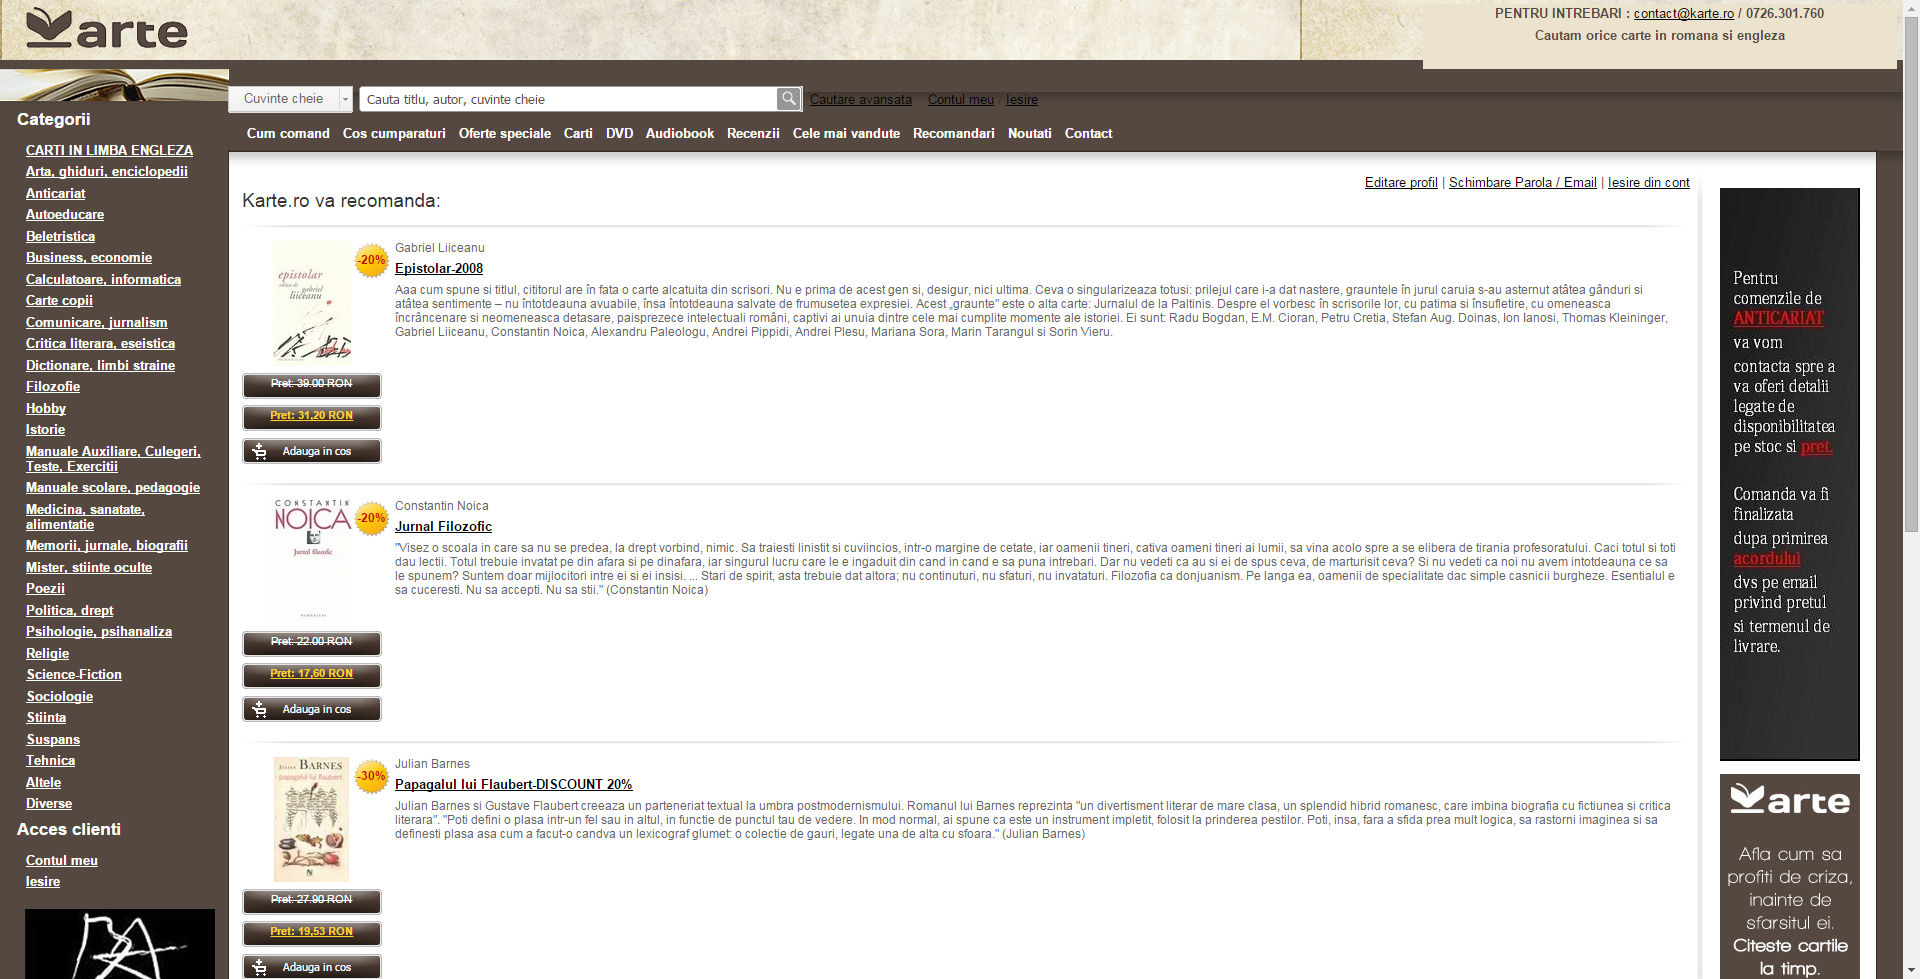 Karte
PENTRU INTREBARI : contact@karte.ro / 0726.301.760
Cautam orice carte in romana si engleza
Cuvinte cheie
Cauta titlu, autor, cuvinte cheie
Cautare avansata
Contul meu / Iesire
Cum comand Cos cumparaturi Oferte speciale Carti DVD Audiobook Recenzii Cele mai vandute Recomandari Noutati Contact
Categorii
CARTI IN LIMBA ENGLEZA
Arta, ghiduri, enciclopedii
Anticariat
Autoeducare
Beletristica
Business, economie
Calculatoare, informatica
Carte copii
Comunicare, jurnalism
Critica literara, eseistica
Dictionare, limbi straine
Filozofie
Hobby
Istorie
Manuale Auxiliare, Culegeri,
Teste, Exercitii
Manuale scolare, pedagogie
Medicina, sanatate,
alimentatie
Memorii, jurnale, biografii
Mister, stiinte oculte
Poezii
Politica, drept
Psihologie, psihanaliza
Religie
Science-Fiction
Sociologie
Stiinta
Suspans
Tehnica
Altele
Diverse
Acces clienti
Contul meu
Iesire
Editare profil | Schimbare Parola / Email | Iesire din cont
Karte.ro va recomanda:
epistolar
editat de gabriel
liiceanu
-20%
Gabriel Liiceanu
Epistolar-2008
Aaa cum spune si titlul, cititorul are în fata o carte alcatuita din scrisori. Nu e prima de acest gen si, desigur, nici ultima. Ceva o singularizeaza totusi: prilejul care i-a dat nastere, grauntele în jurul caruia s-au asternut atâtea gânduri si
atâtea sentimente – nu întotdeauna avuabile, însa întotdeauna salvate de frumusetea expresiei. Acest „graunte" este o alta carte: Jurnalul de la Paltinis. Despre el vorbesc în scrisorile lor, cu patima si însufletire, cu omeneasca
încrâncenare si neomeneasca detasare, paisprezece intelectuali români, captivi ai unuia dintre cele mai cumplite momente ale istoriei. Ei sunt: Radu Bogdan, E.M. Cioran, Petru Cretia, Stefan Aug. Doinas, Ion Ianosi, Thomas Kleininger,
Gabriel Liiceanu, Constantin Noica, Alexandru Paleologu, Andrei Pippidi, Andrei Plesu, Mariana Sora, Marin Tarangul si Sorin Vieru.
Pret: 39.00 RON
Pret: 31,20 RON
Adauga in cos
CONSTANTIN
NOICA
Jurnal filozofic
HUMANITAS
-20%
Constantin Noica
Jurnal Filozofic
"Visez o scoala in care sa nu se predea, la drept vorbind, nimic. Sa traiesti linistit si cuviincios, intr-o margine de cetate, iar oamenii tineri, cativa oameni tineri ai lumii, sa vina acolo spre a se elibera de tirania profesoratului. Caci totul si toti
dau lectii. Totul trebuie invatat pe din afara si pe dinafara, iar singurul lucru care le e ingaduit din cand in cand e sa puna intrebari. Dar nu vedeti ca au si ei de spus ceva, de marturisit ceva? Si nu vedeti ca noi nu avem intotdeauna ce sa
le spunem? Suntem doar mijlocitori intre ei si ei insisi. ... Stari de spirit, asta trebuie dat altora; nu continuturi, nu sfaturi, nu invataturi. Filozofia ca donjuanism. Pe langa ea, oamenii de specialitate dac simple casnicii burgheze. Esentialul e
sa cuceresti. Nu sa accepti. Nu sa stii." (Constantin Noica)
Pret: 22.00 RON
Pret: 17,60 RON
Adauga in cos
JULIAN BARNES
papagalul lui flaubert
N
-30%
Julian Barnes
Papagalul lui Flaubert-DISCOUNT 20%
Julian Barnes si Gustave Flaubert creeaza un parteneriat textual la umbra postmodernismului. Romanul lui Barnes reprezinta "un divertisment literar de mare clasa, un splendid hibrid romanesc, care imbina biografia cu fictiunea si critica
literara". "Poti defini o plasa intr-un fel sau in altul, in functie de punctul tau de vedere. In mod normal, ai spune ca este un instrument impletit, folosit la prinderea pestilor. Poti, insa, fara a sfida prea mult logica, sa rastorni imaginea si sa
definesti plasa asa cum a facut-o candva un lexicograf glumet: o colectie de gauri, legate una de alta cu sfoara." (Julian Barnes)
Pret: 27.90 RON
Pret: 19,53 RON
Adauga in cos
Pentru
comenzile de
ANTICARIAT
va vom
contacta spre a
va oferi detalii
legate de
disponibilitatea
pe stoc si pret.
Comanda va fi
finalizata
dupa primirea
acordului
dvs pe email
privind pretul
si termenul de
livrare.
Karte
Afla cum sa
profiti de criza,
inainte de
sfarsitul ei.
Citeste cartile
la timp.